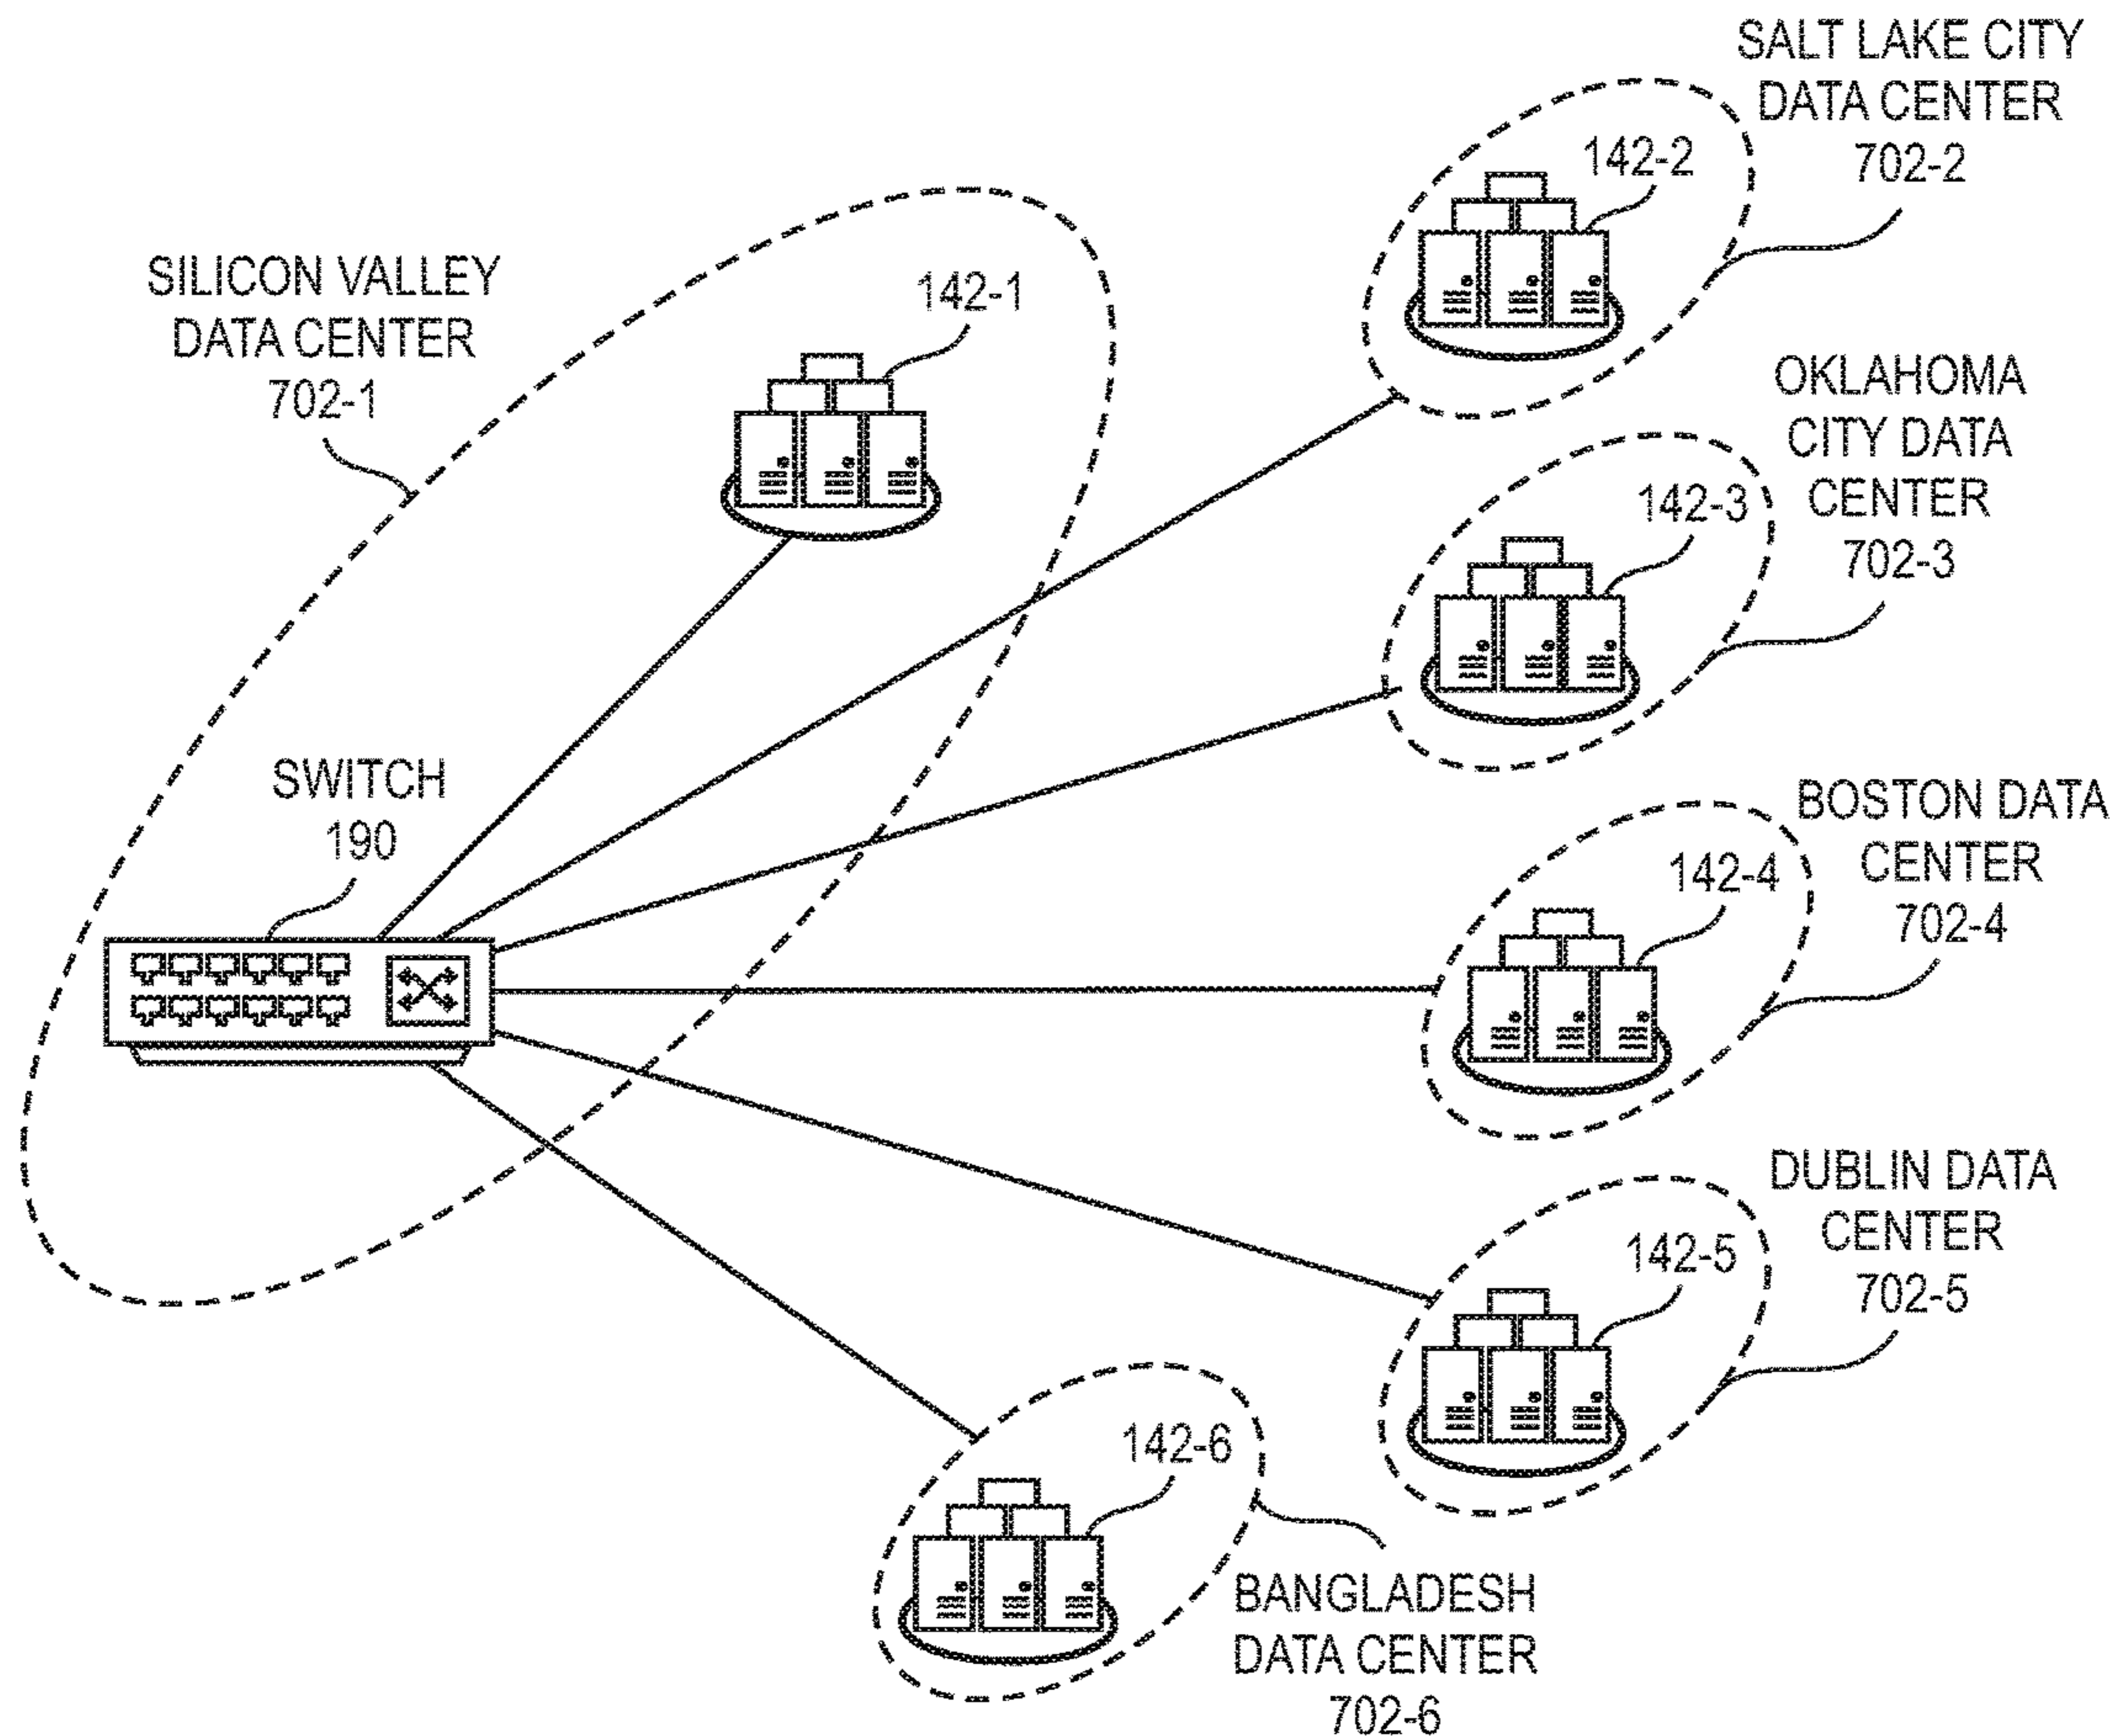 SALT LAKE CITY
DATA CENTER
702-2
142-2
SILICON VALLEY
DATA CENTER
702-1
142-1
OKLAHOMA
CITY DATA
CENTER
702-3
142-3
SWITCH
190
BOSTON DATA
CENTER
702-4
142-4
DUBLIN DATA
CENTER
702-5
142-5
142-6
BANGLADESH
DATA CENTER
702-6